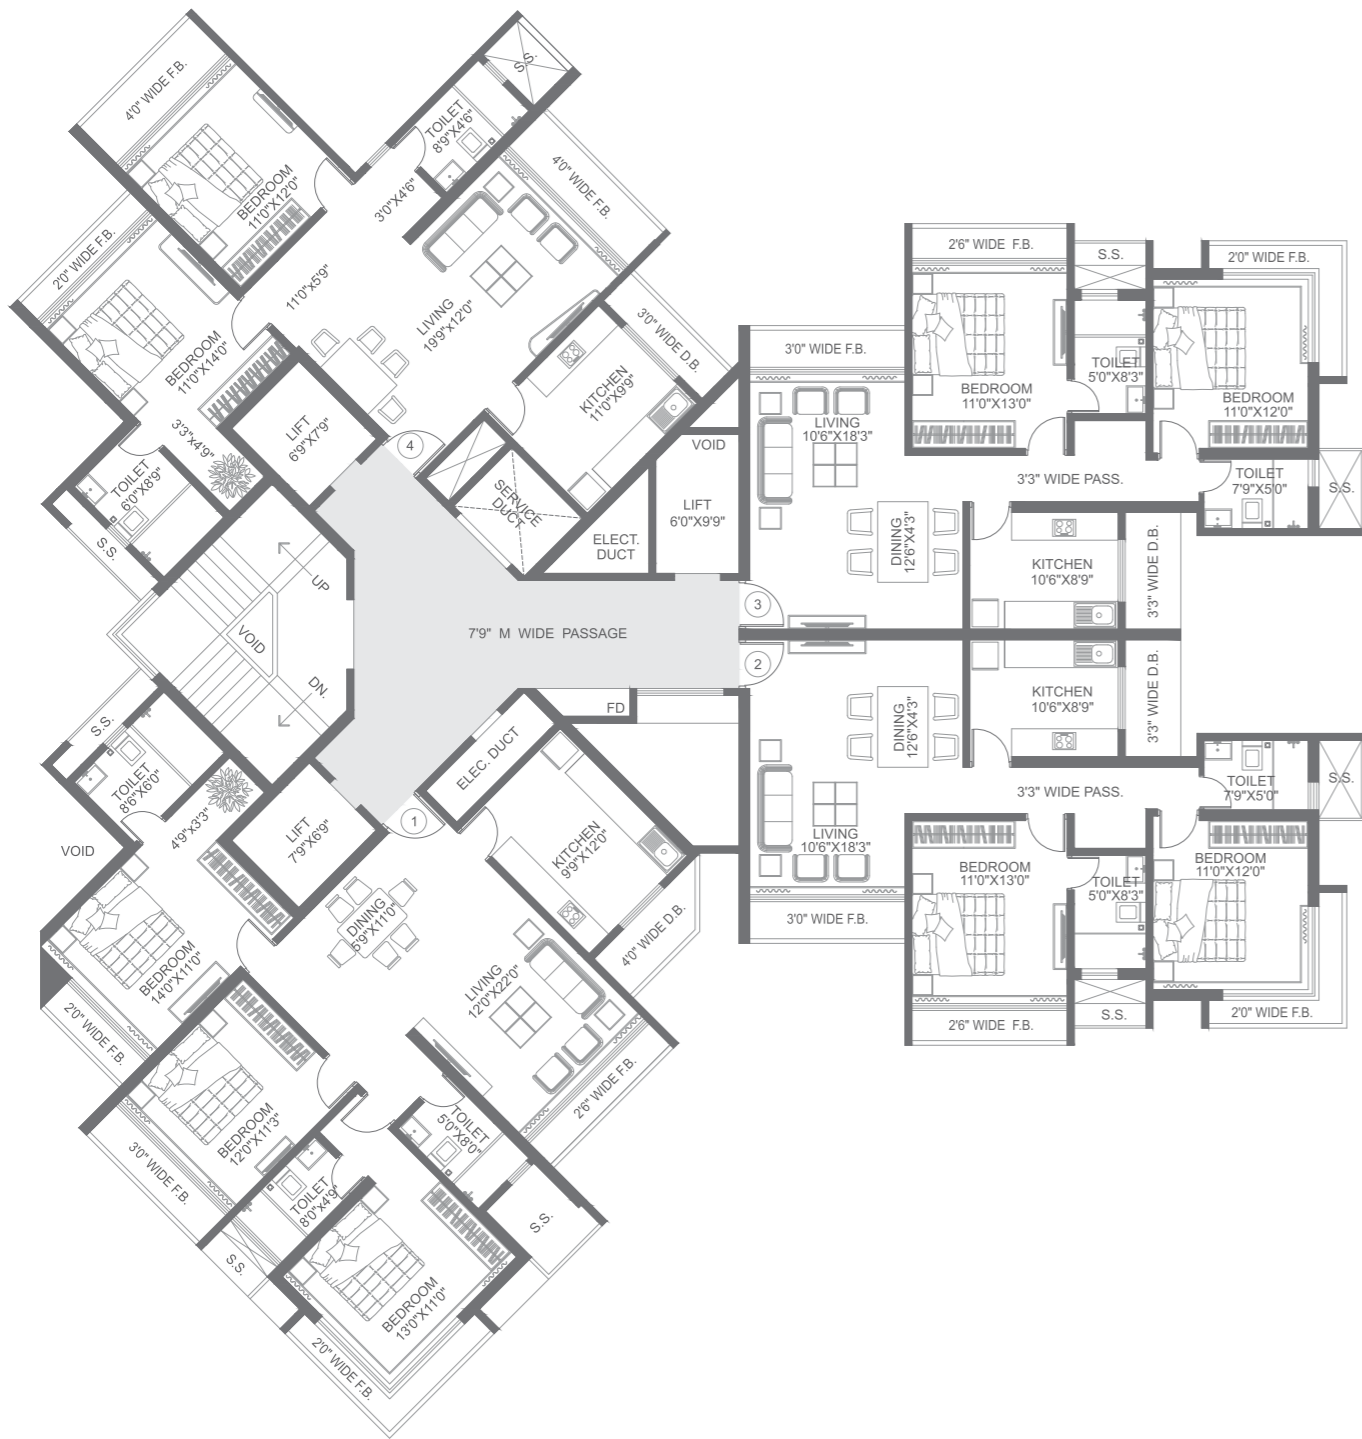 4'0" WIDE F.B.
BEDROOM
11'0"X12'0"
TOILET
8'9"X4'6"
S.S.
3'0"X4'6"
4'0" WIDE F.B.
2'0" WIDE F.B.
BEDROOM
11'0"X14'0"
11'0"x5'9"
LIVING
19'9"x12'0"
3'0" WIDE D.B.
KITCHEN
11'0"X9'9"
3'3"x4'9"
LIFT
6'9"X7'9"
4
TOILET
6'0"X8'9"
S.S.
SERVICE
DUCT
ELECT.
DUCT
VOID
LIFT
6'0"X9'9"
UP
VOID
DN.
7'9" M WIDE PASSAGE
3'0" WIDE F.B.
LIVING
10'6"X18'3"
DINING
12'6"X4'3"
3
2'6" WIDE F.B.
BEDROOM
11'0"X13'0"
S.S.
TOILET
5'0"X8'3"
2'0" WIDE F.B.
BEDROOM
11'0"X12'0"
3'3" WIDE PASS.
TOILET
7'9"X5'0"
S.S.
KITCHEN
10'6"X8'9"
3'3" WIDE D.B.
2
DINING
12'6"X4'3"
LIVING
10'6"X18'3"
3'0" WIDE F.B.
KITCHEN
10'6"X8'9"
3'3" WIDE D.B.
3'3" WIDE PASS.
TOILET
7'9"X5'0"
S.S.
BEDROOM
11'0"X13'0"
TOILET
5'0"X8'3"
BEDROOM
11'0"X12'0"
2'6" WIDE F.B.
S.S.
2'0" WIDE F.B.
FD
ELEC. DUCT
1
S.S.
TOILET
8'6"X6'0"
4'9"x3'3"
LIFT
7'9"X6'9"
VOID
KITCHEN
9'9"X12'0"
4'0" WIDE D.B.
DINING
5'9"X11'0"
LIVING
12'0"X22'0"
2'6" WIDE F.B.
BEDROOM
14'0"X11'0"
2'0" WIDE F.B.
BEDROOM
12'0"X11'3"
3'0" WIDE F.B.
TOILET
5'0"X8'0"
S.S.
TOILET
8'0"x4'9"
S.S.
BEDROOM
13'0"X11'0"
2'0" WIDE F.B.